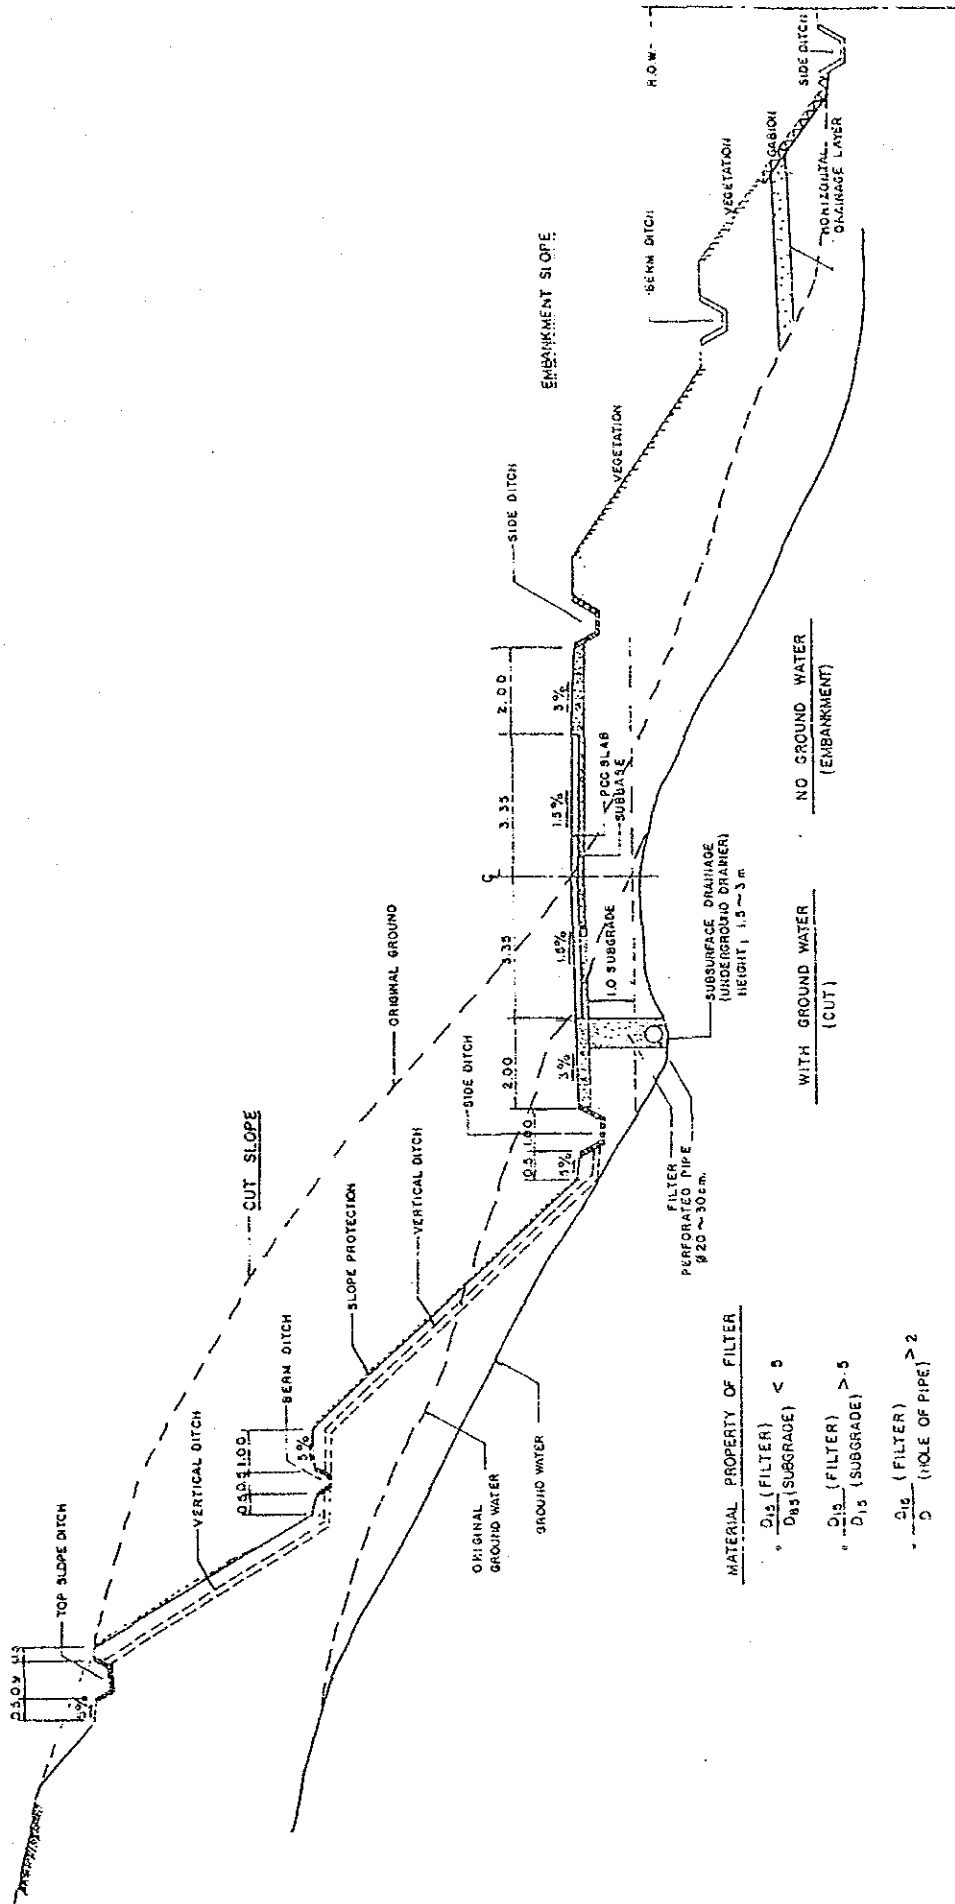 CUT SLOPE
ORIGINAL GROUND
TOP SLOPE DITCH
VERTICAL DITCH
BERM DITCH
SLOPE PROTECTION
VERTICAL DITCH
SIDE DITCH
0.5 1.00
5%
5%
5%
2.00
3.35
3.35
2.00
3%
1.5%
1.5%
3%
1.0 SUBGRADE
PCC SLAB
SUBBASE
SIDE DITCH
EMBANKMENT SLOPE
VEGETATION
BERM DITCH
VEGETATION
GABION
HORIZONTAL
DRAINAGE LAYER
SIDE DITCH
R.O.W.
ORIGINAL
GROUND WATER
GROUND WATER
FILTER
PERFORATED PIPE
Ø20 ~ 30cm.
SUBSURFACE DRAINAGE
(UNDERGROUND DRAINER)
HEIGHT; 1.5 ~ 3 m
WITH GROUND WATER
(CUT)
NO GROUND WATER
(EMBANKMENT)
MATERIAL PROPERTY OF FILTER
D15 (FILTER)
D85 (SUBGRADE) < 5
D15 (FILTER)
D15 (SUBGRADE) > 5
D15 (FILTER)
D (HOLE OF PIPE) > 2